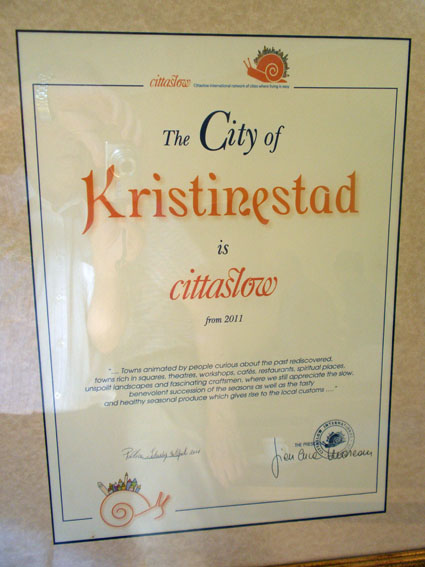 cittaslow Cittaslow international network of cities where living is easy
The City of
Kristinestad
is
cittaslow
from 2011
"... Towns animated by people curious about the past rediscovered,
towns rich in squares, theatres, workshops, cafés, restaurants, spiritual places,
unspoilt landscapes and fascinating craftsmen, where we still appreciate the slow,
benevolent succession of the seasons as well as the tasty
and healthy seasonal produce which gives rise to the local customs ..."
THE